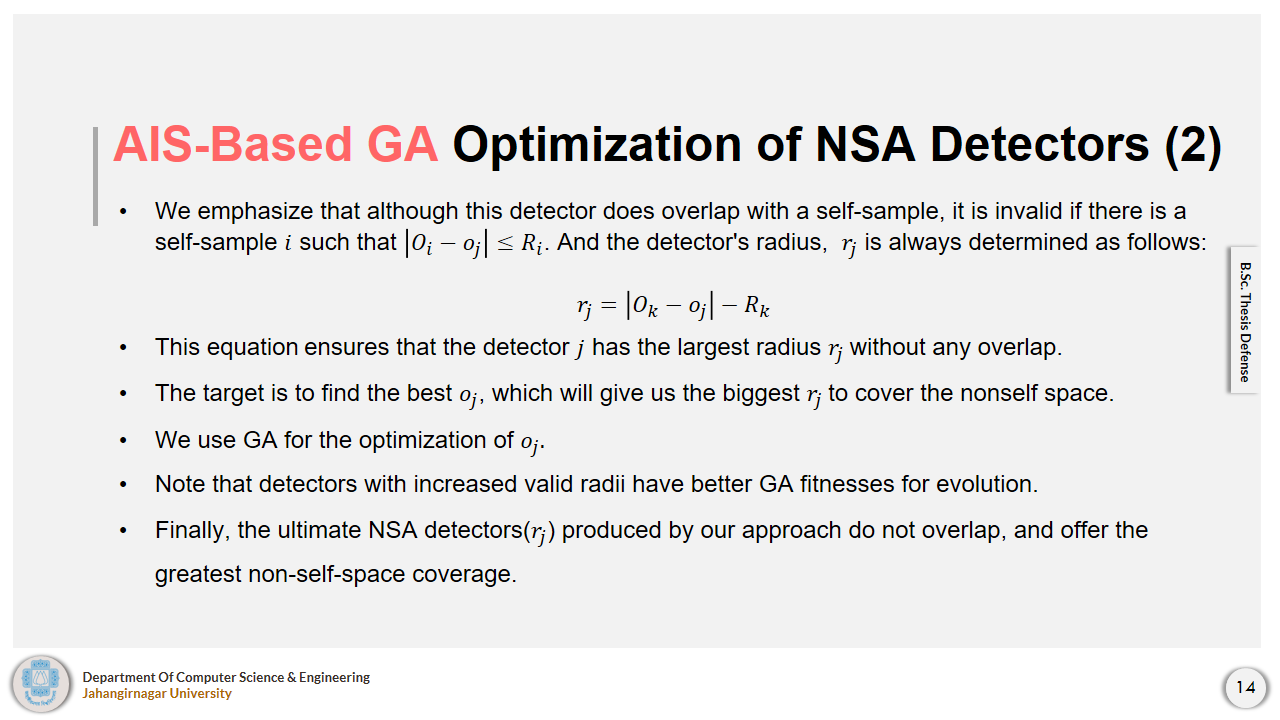 AIS-Based GA Optimization of NSA Detectors (2)
• We emphasize that although this detector does overlap with a self-sample, it is invalid if there is a
self-sample i such that |O_i − o_j| ≤ R_i. And the detector's radius, r_j is always determined as follows:
r_j = |O_k − o_j| − R_k
• This equation ensures that the detector j has the largest radius r_j without any overlap.
• The target is to find the best o_j, which will give us the biggest r_j to cover the nonself space.
• We use GA for the optimization of o_j.
• Note that detectors with increased valid radii have better GA fitnesses for evolution.
• Finally, the ultimate NSA detectors(r_j) produced by our approach do not overlap, and offer the
greatest non-self-space coverage.
B.Sc. Thesis Defense
Department Of Computer Science & Engineering
Jahangirnagar University
14